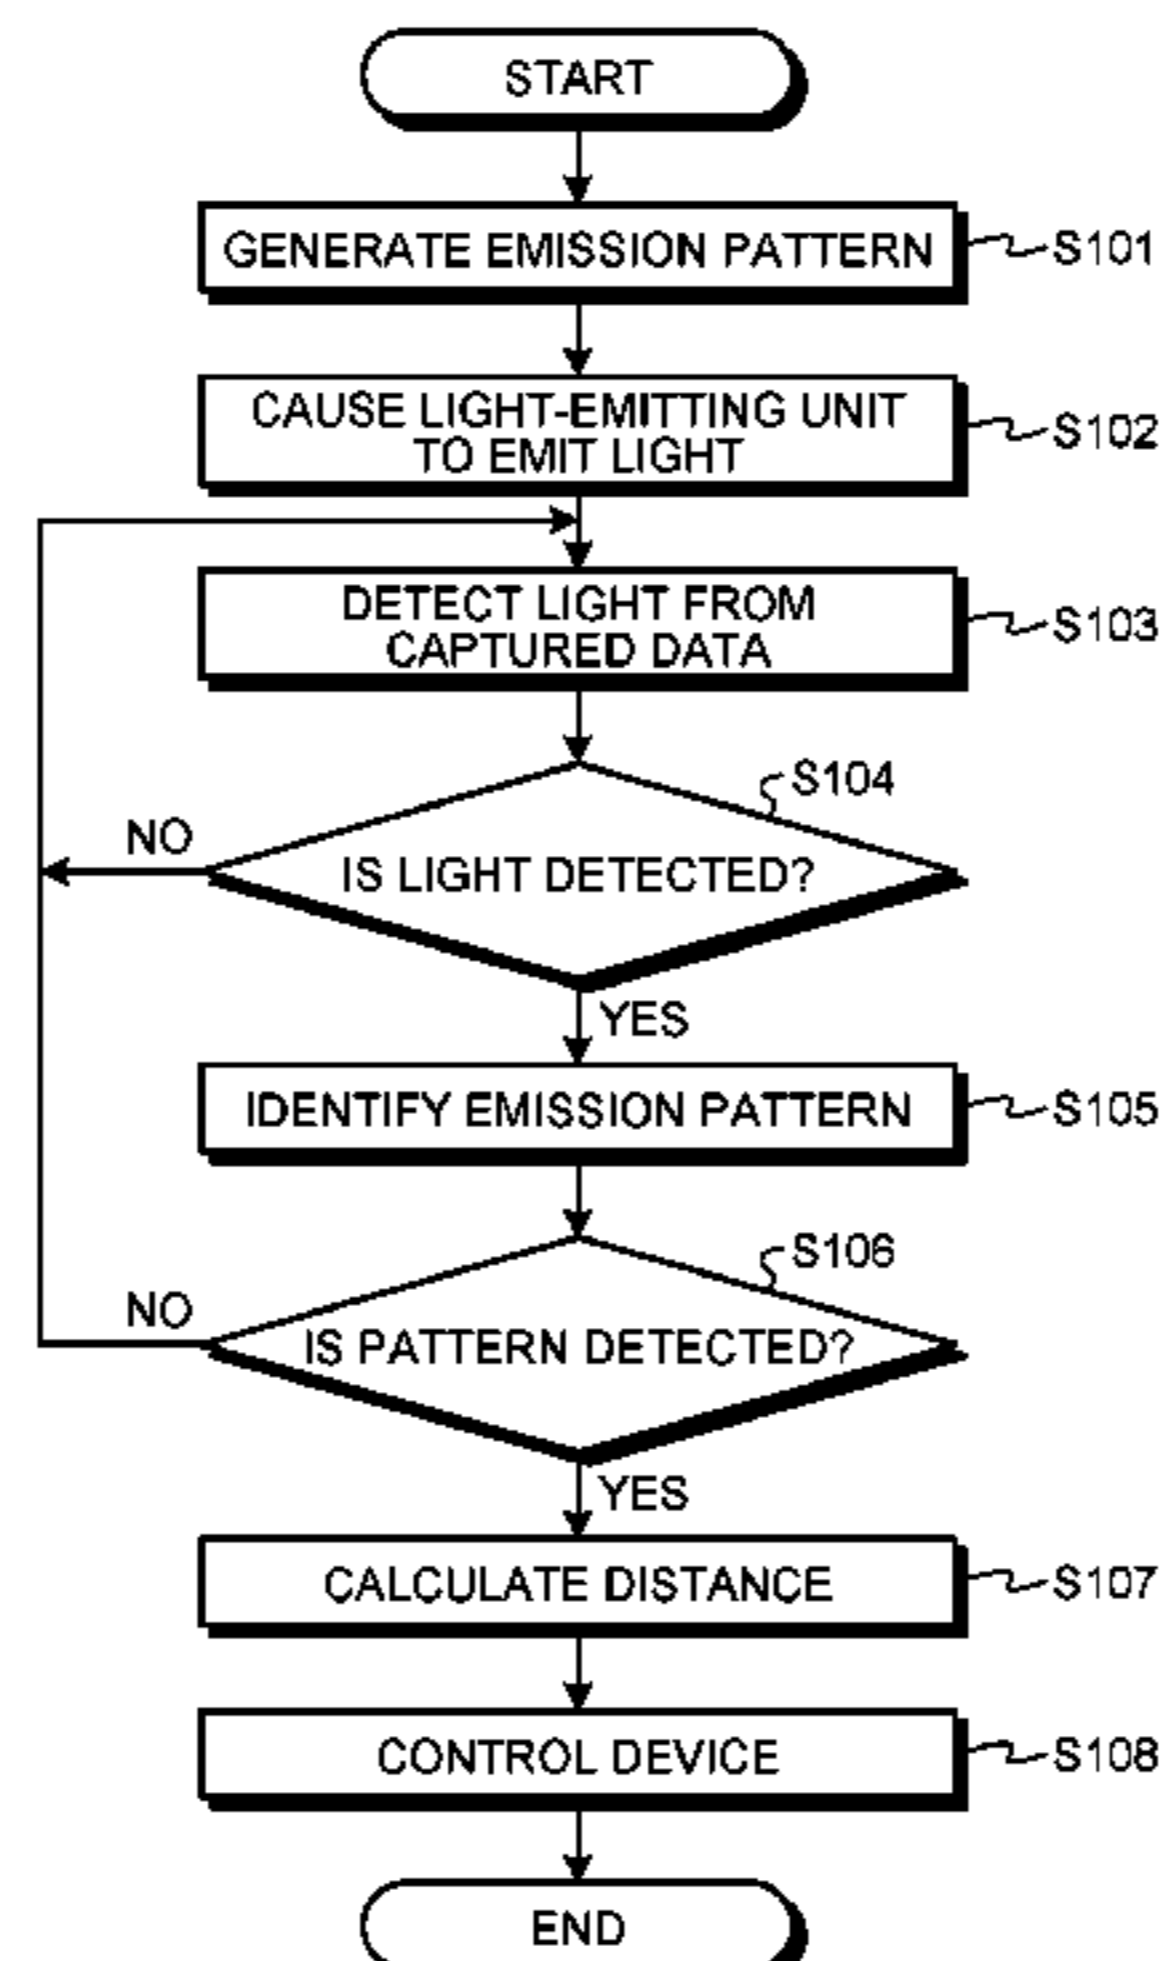 START
GENERATE EMISSION PATTERN
S101
CAUSE LIGHT-EMITTING UNIT
TO EMIT LIGHT
S102
DETECT LIGHT FROM
CAPTURED DATA
S103
S104
NO
IS LIGHT DETECTED?
YES
IDENTIFY EMISSION PATTERN
S105
S106
NO
IS PATTERN DETECTED?
YES
CALCULATE DISTANCE
S107
CONTROL DEVICE
S108
END